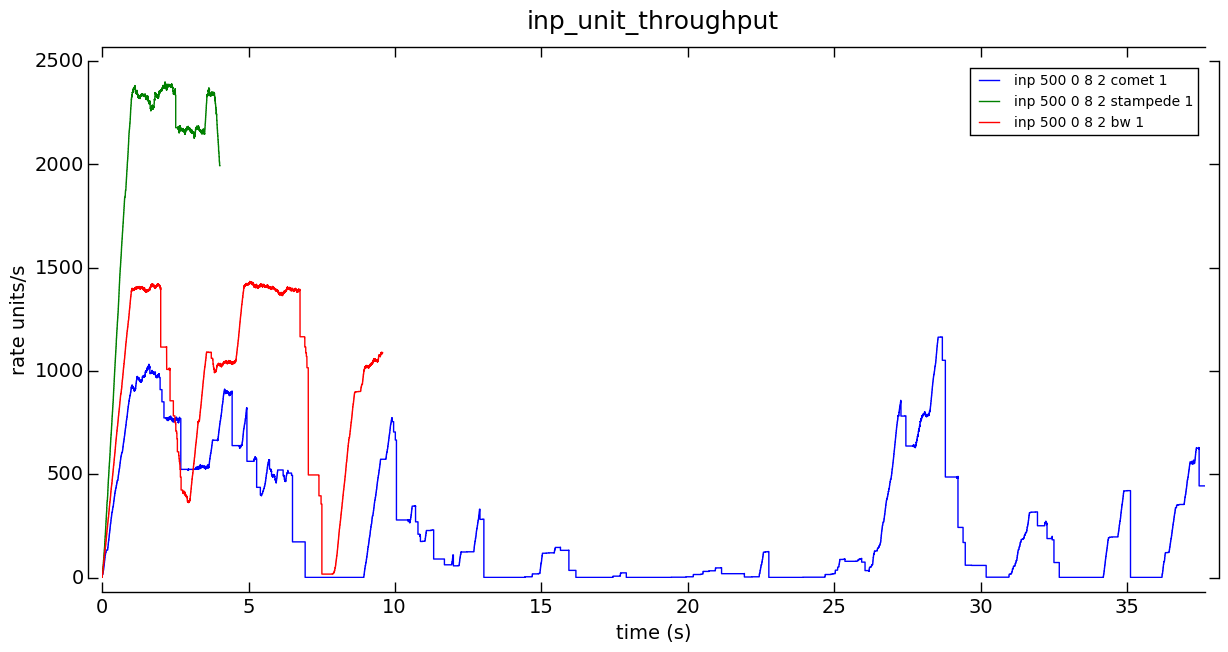 inp_unit_throughput
2500
2000
1500
1000
500
0
rate units/s
inp 500 0 8 2 comet 1
inp 500 0 8 2 stampede 1
inp 500 0 8 2 bw 1
0 5 10 15 20 25 30 35
time (s)